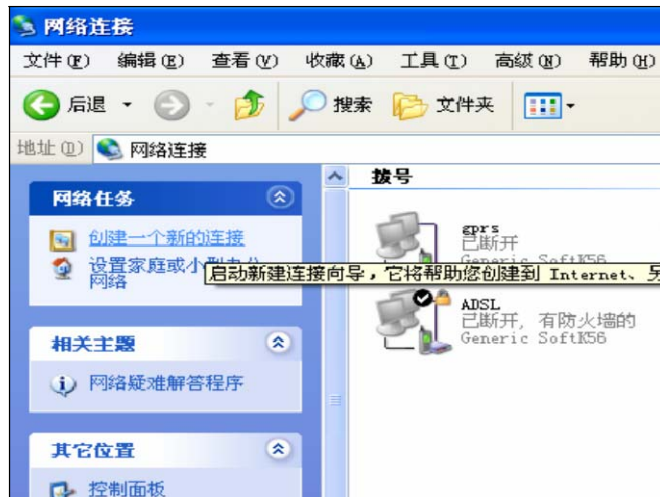 网络连接
文件(F) 编辑(E) 查看(V) 收藏(A) 工具(T) 高级(N) 帮助(H)
后退 搜索 文件夹
地址(D) 网络连接
网络任务
创建一个新的连接
设置家庭或小型办公
网络
启动新建连接向导，它将帮助您创建到 Internet、另
相关主题
网络疑难解答程序
其它位置
控制面板
拨号
gprs
已断开
Generic SoftK56
ADSL
已断开, 有防火墙的
Generic SoftK56